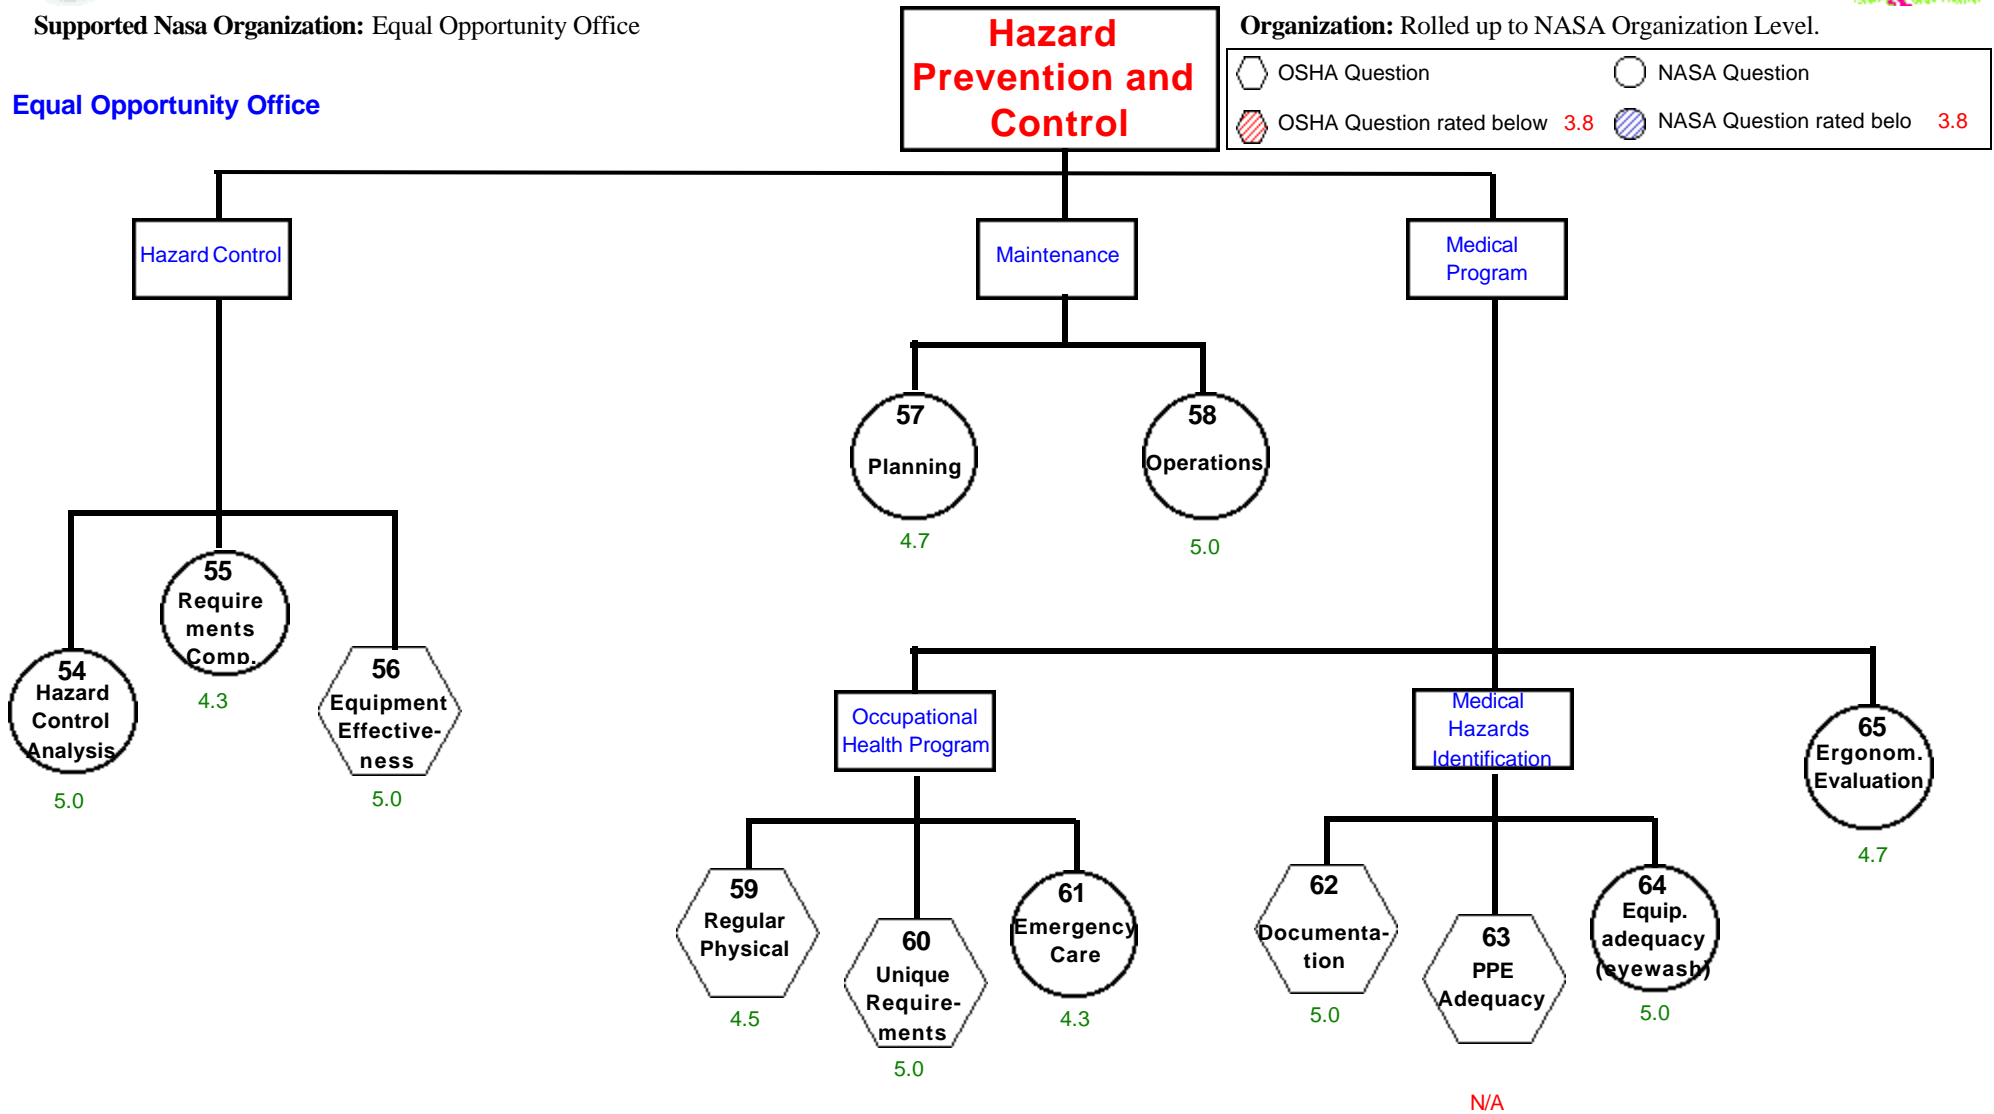 Supported Nasa Organization: Equal Opportunity Office
Hazard
Prevention and
Control
Organization: Rolled up to NASA Organization Level.
OSHA Question
NASA Question
OSHA Question rated below 3.8
NASA Question rated belo 3.8
Equal Opportunity Office
Hazard Control
Maintenance
Medical
Program
57
Planning
4.7
58
Operations
5.0
54
Hazard
Control
Analysis
5.0
55
Require
ments
Comp.
4.3
56
Equipment
Effective-
ness
5.0
Occupational
Health Program
Medical
Hazards
Identification
65
Ergonom.
Evaluation
4.7
59
Regular
Physical
4.5
60
Unique
Require-
ments
5.0
61
Emergency
Care
4.3
62
Documenta-
tion
5.0
63
PPE
Adequacy
N/A
64
Equip.
adequacy
(eyewash)
5.0